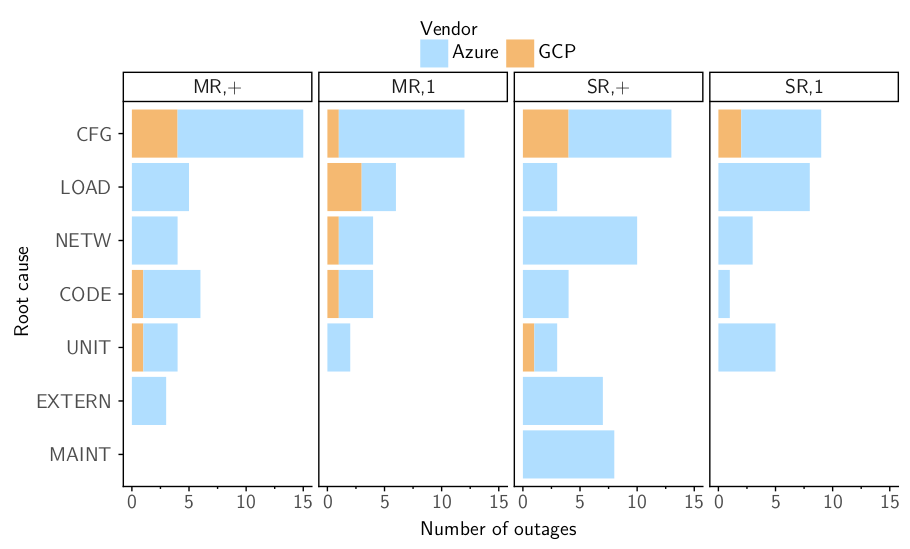 Vendor
Azure GCP
MR,+ MR,1 SR,+ SR,1
CFG
LOAD
NETW
CODE
UNIT
EXTERN
MAINT
Root cause
0 5 10 15 0 5 10 15 0 5 10 15 0 5 10 15
Number of outages